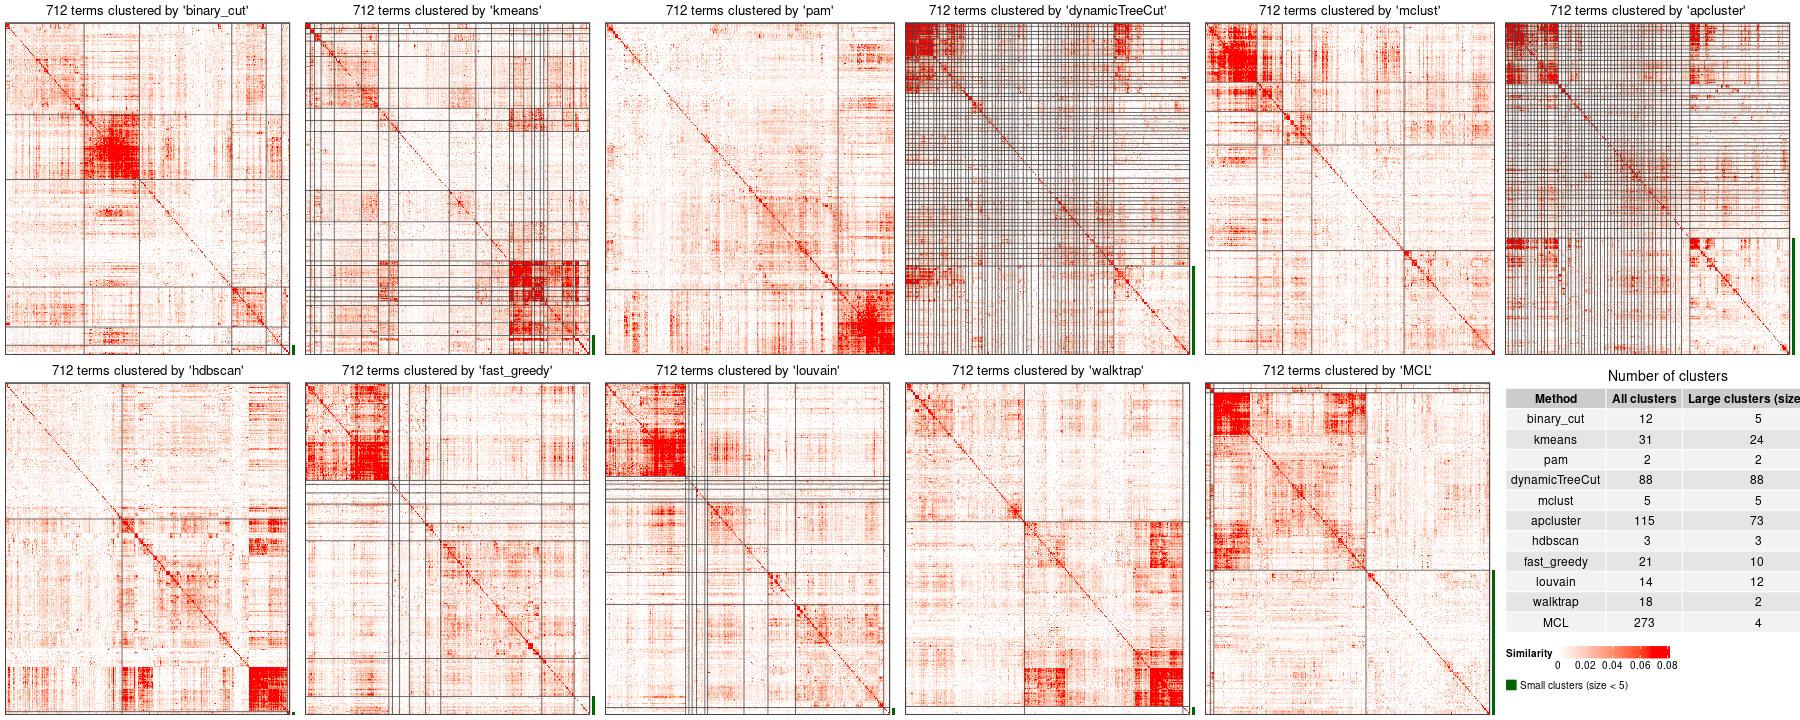 712 terms clustered by 'binary_cut'
712 terms clustered by 'kmeans'
712 terms clustered by 'pam'
712 terms clustered by 'dynamicTreeCut'
712 terms clustered by 'mclust'
712 terms clustered by 'apcluster'
712 terms clustered by 'hdbscan'
712 terms clustered by 'fast_greedy'
712 terms clustered by 'louvain'
712 terms clustered by 'walktrap'
712 terms clustered by 'MCL'
Number of clusters
Method All clusters Large clusters (size
binary_cut 12 5
kmeans 31 24
pam 2 2
dynamicTreeCut 88 88
mclust 5 5
apcluster 115 73
hdbscan 3 3
fast_greedy 21 10
louvain 14 12
walktrap 18 2
MCL 273 4
Similarity
0 0.02 0.04 0.06 0.08
Small clusters (size < 5)